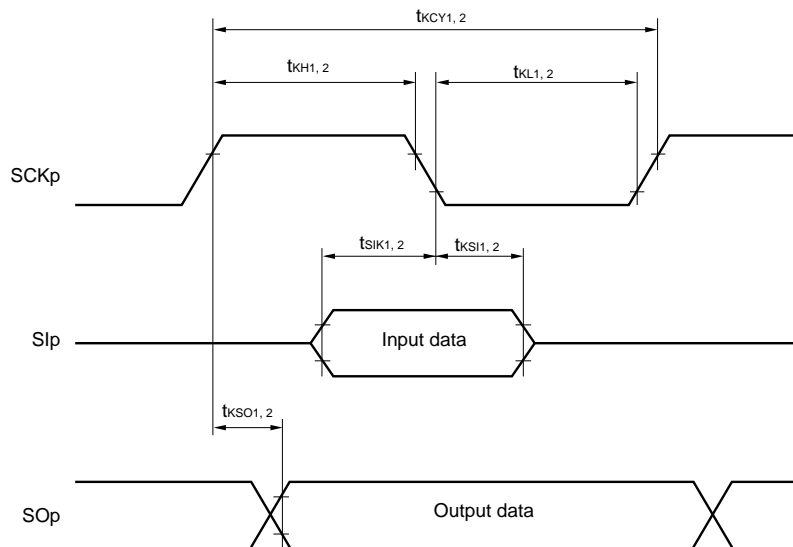 tKCY1, 2
tKH1, 2
tKL1, 2
SCKp
tSIK1, 2
tKSI1, 2
SIp
Input data
tKSO1, 2
SOp
Output data